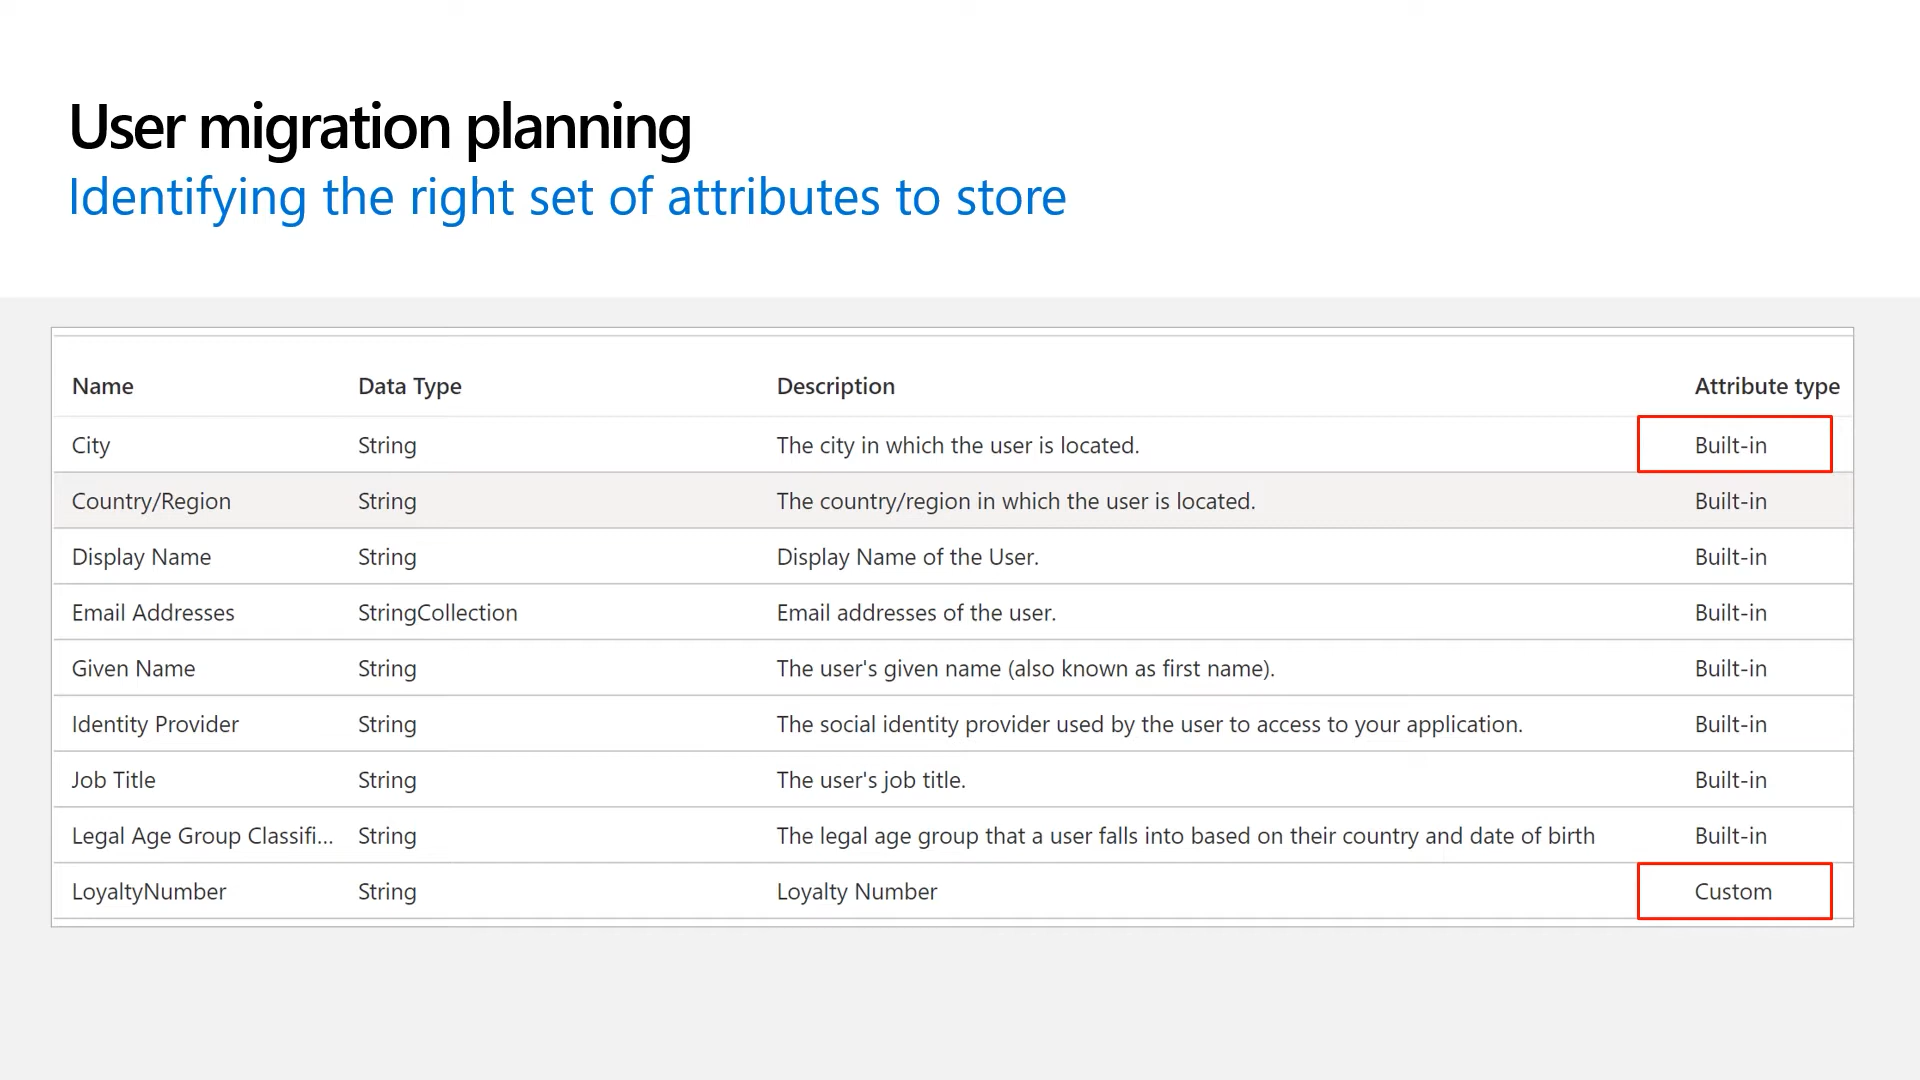 User migration planning
Identifying the right set of attributes to store
Name Data Type Description Attribute type
City String The city in which the user is located. Built-in
Country/Region String The country/region in which the user is located. Built-in
Display Name String Display Name of the User. Built-in
Email Addresses StringCollection Email addresses of the user. Built-in
Given Name String The user's given name (also known as first name). Built-in
Identity Provider String The social identity provider used by the user to access to your application. Built-in
Job Title String The user's job title. Built-in
Legal Age Group Classifi... String The legal age group that a user falls into based on their country and date of birth Built-in
LoyaltyNumber String Loyalty Number Custom